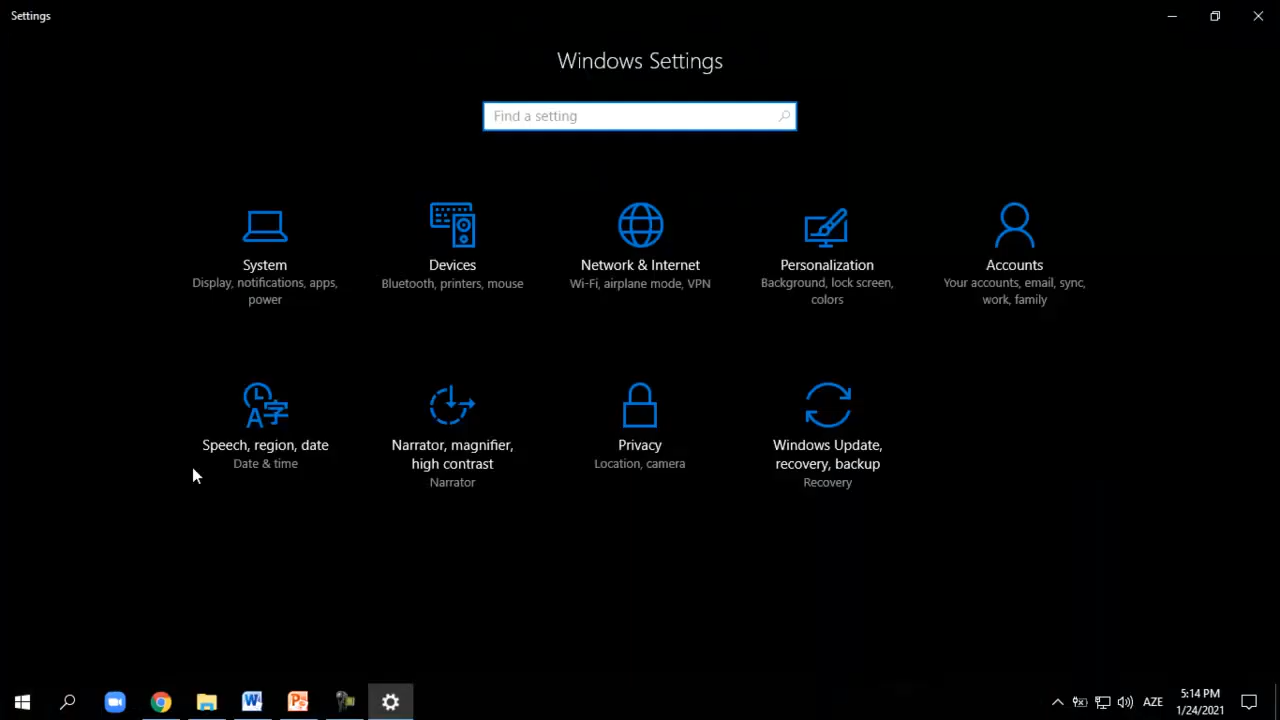 Settings
Windows Settings
Find a setting
System
Display, notifications, apps,
power
Devices
Bluetooth, printers, mouse
Network & Internet
Wi-Fi, airplane mode, VPN
Personalization
Background, lock screen,
colors
Accounts
Your accounts, email, sync,
work, family
Speech, region, date
Date & time
Narrator, magnifier,
high contrast
Narrator
Privacy
Location, camera
Windows Update,
recovery, backup
Recovery
AZE
5:14 PM
1/24/2021